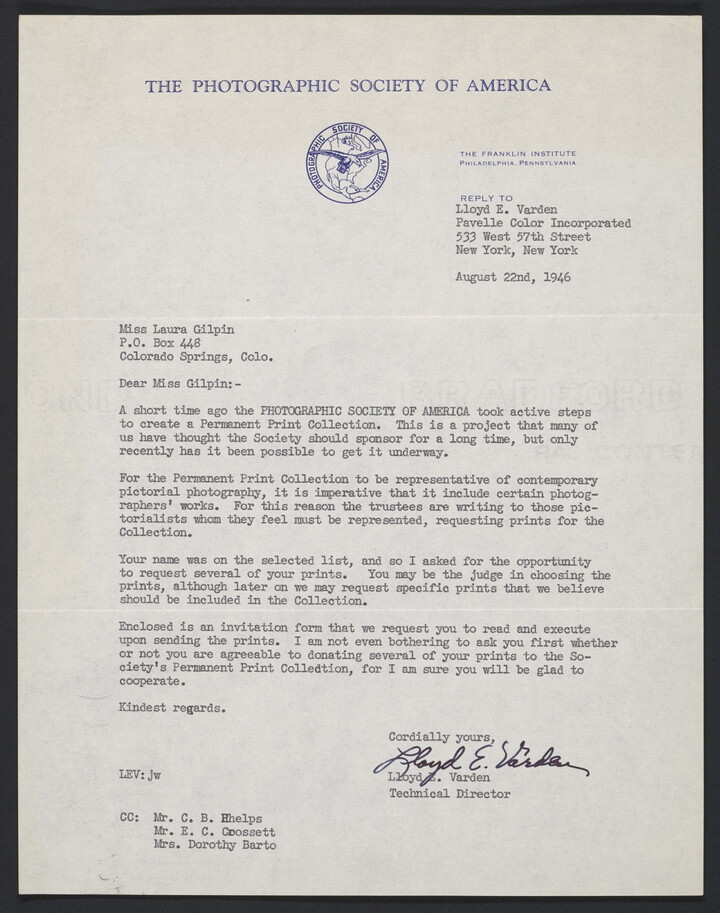 THE PHOTOGRAPHIC SOCIETY OF AMERICA
PHOTOGRAPHIC SOCIETY OF AMERICA
THE FRANKLIN INSTITUTE
PHILADELPHIA, PENNSYLVANIA
REPLY TO
Lloyd E. Varden
Pavelle Color Incorporated
533 West 57th Street
New York, New York
August 22nd, 1946
Miss Laura Gilpin
P.O. Box 448
Colorado Springs, Colo.
Dear Miss Gilpin:-
A short time ago the PHOTOGRAPHIC SOCIETY OF AMERICA took active steps
to create a Permanent Print Collection.  This is a project that many of
us have thought the Society should sponsor for a long time, but only
recently has it been possible to get it underway.
For the Permanent Print Collection to be representative of contemporary
pictorial photography, it is imperative that it include certain photog-
raphers' works.  For this reason the trustees are writing to those pic-
torialists whom they feel must be represented, requesting prints for the
Collection.
Your name was on the selected list, and so I asked for the opportunity
to request several of your prints.   You may be the judge in choosing the
prints, although later on we may request specific prints that we believe
should be included in the Collection.
Enclosed is an invitation form that we request you to read and execute
upon sending the prints.  I am not even bothering to ask you first whether
or not you are agreeable to donating several of your prints to the So-
ciety's Permanent Print Colledtion, for I am sure you will be glad to
cooperate.
Kindest regards.
Cordially yours,
Lloyd E. Varden
LEV:jw
Lloyd E. Varden
Technical Director
CC:  Mr. C. B. Phelps
Mr. E. C. Crossett
Mrs. Dorothy Barto